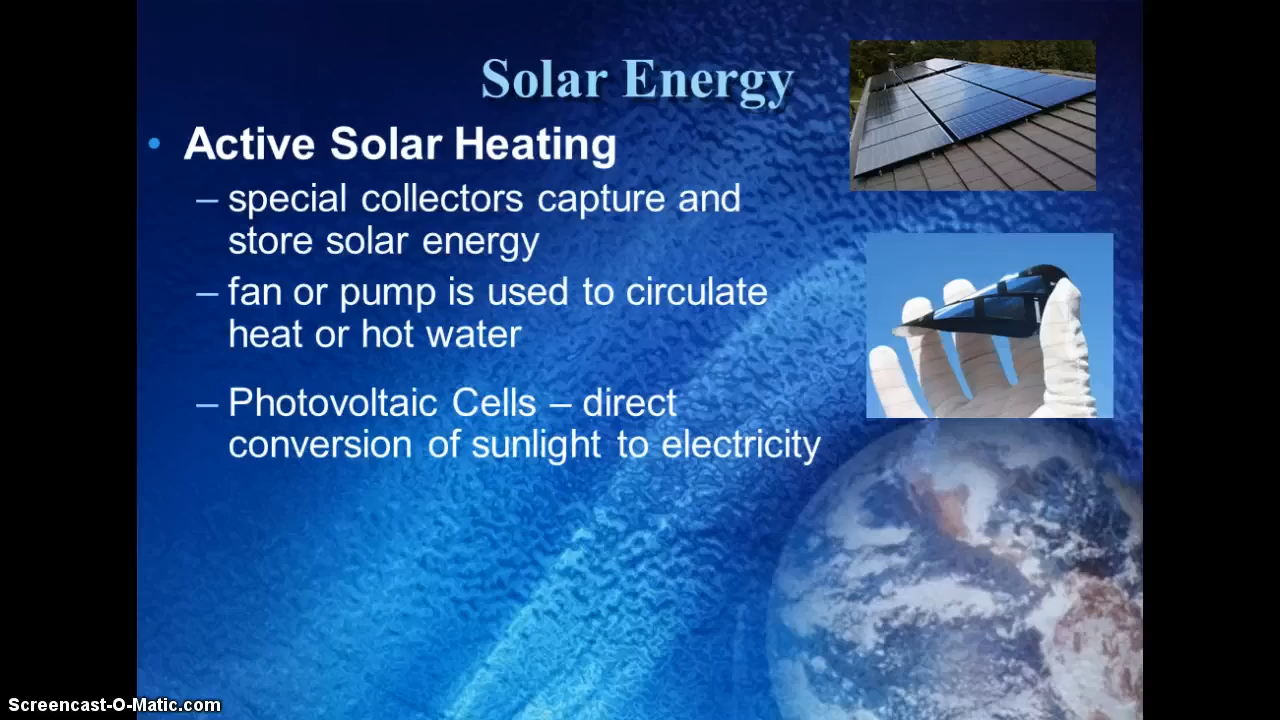 Solar Energy
• Active Solar Heating
– special collectors capture and
store solar energy
– fan or pump is used to circulate
heat or hot water
– Photovoltaic Cells – direct
conversion of sunlight to electricity
Screencast-O-Matic.com